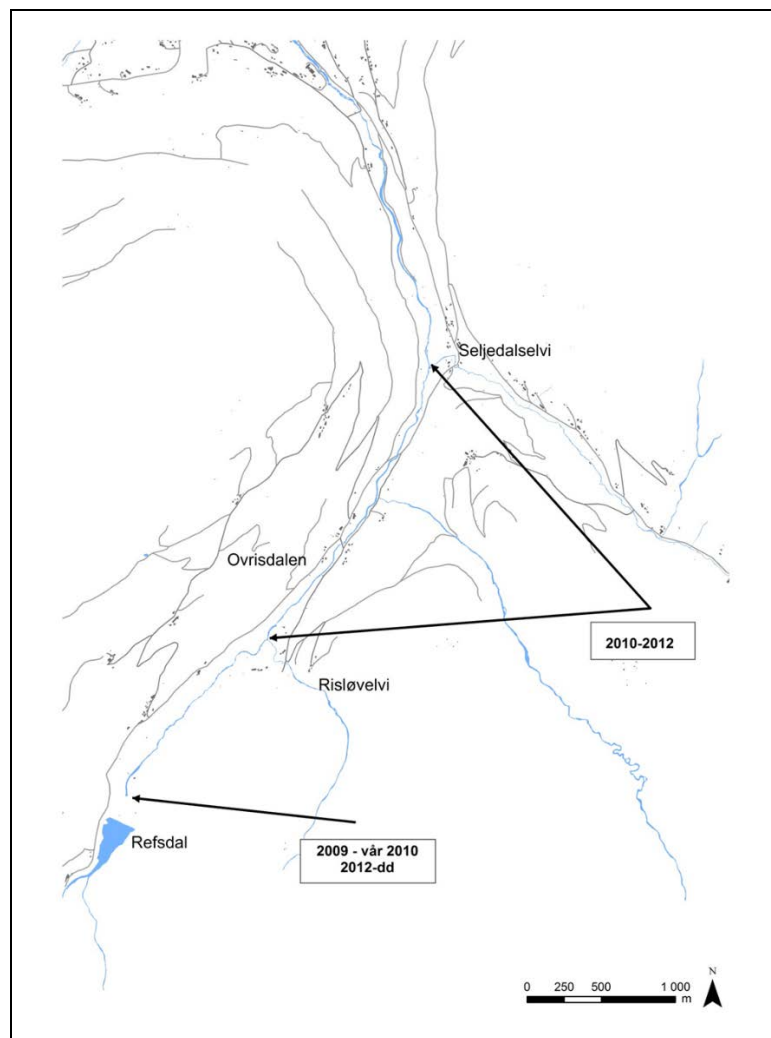 Seljedalselvi
Ovrisdalen
2010-2012
Risløvelvi
Refsdal
2009 - vår 2010
2012-dd
N
0 250 500 1 000
m